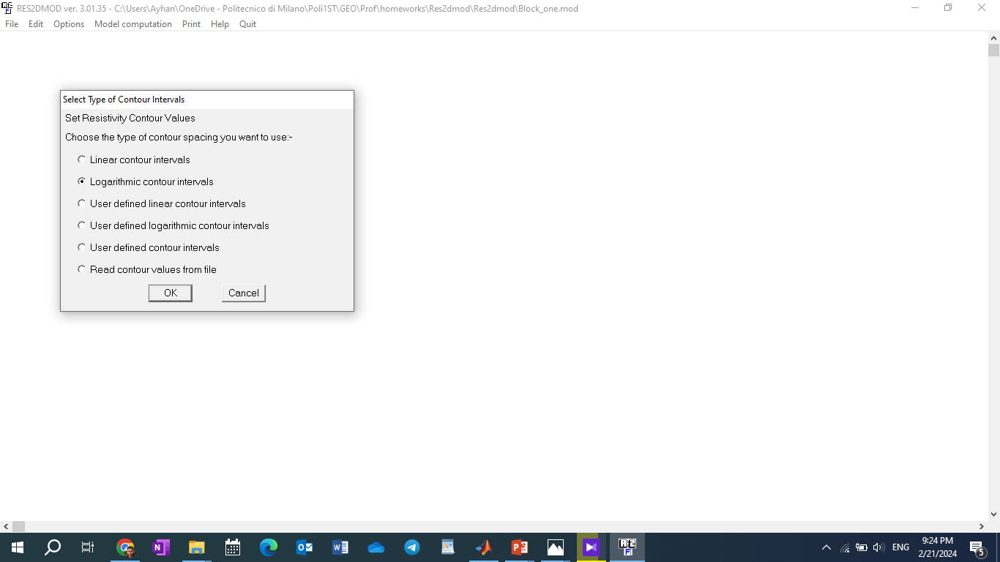 RES2DMOD ver. 3.01.35 - C:\Users\Ayhan\OneDrive - Politecnico di Milano\Poli1ST\GEO\Prof\homeworks\Res2dmod\Res2dmod\Block_one.mod
File Edit Options Model computation Print Help Quit
Select Type of Contour Intervals
Set Resistivity Contour Values
Choose the type of contour spacing you want to use:-
Linear contour intervals
Logarithmic contour intervals
User defined linear contour intervals
User defined logarithmic contour intervals
User defined contour intervals
Read contour values from file
OK Cancel
ENG 9:24 PM
2/21/2024 5